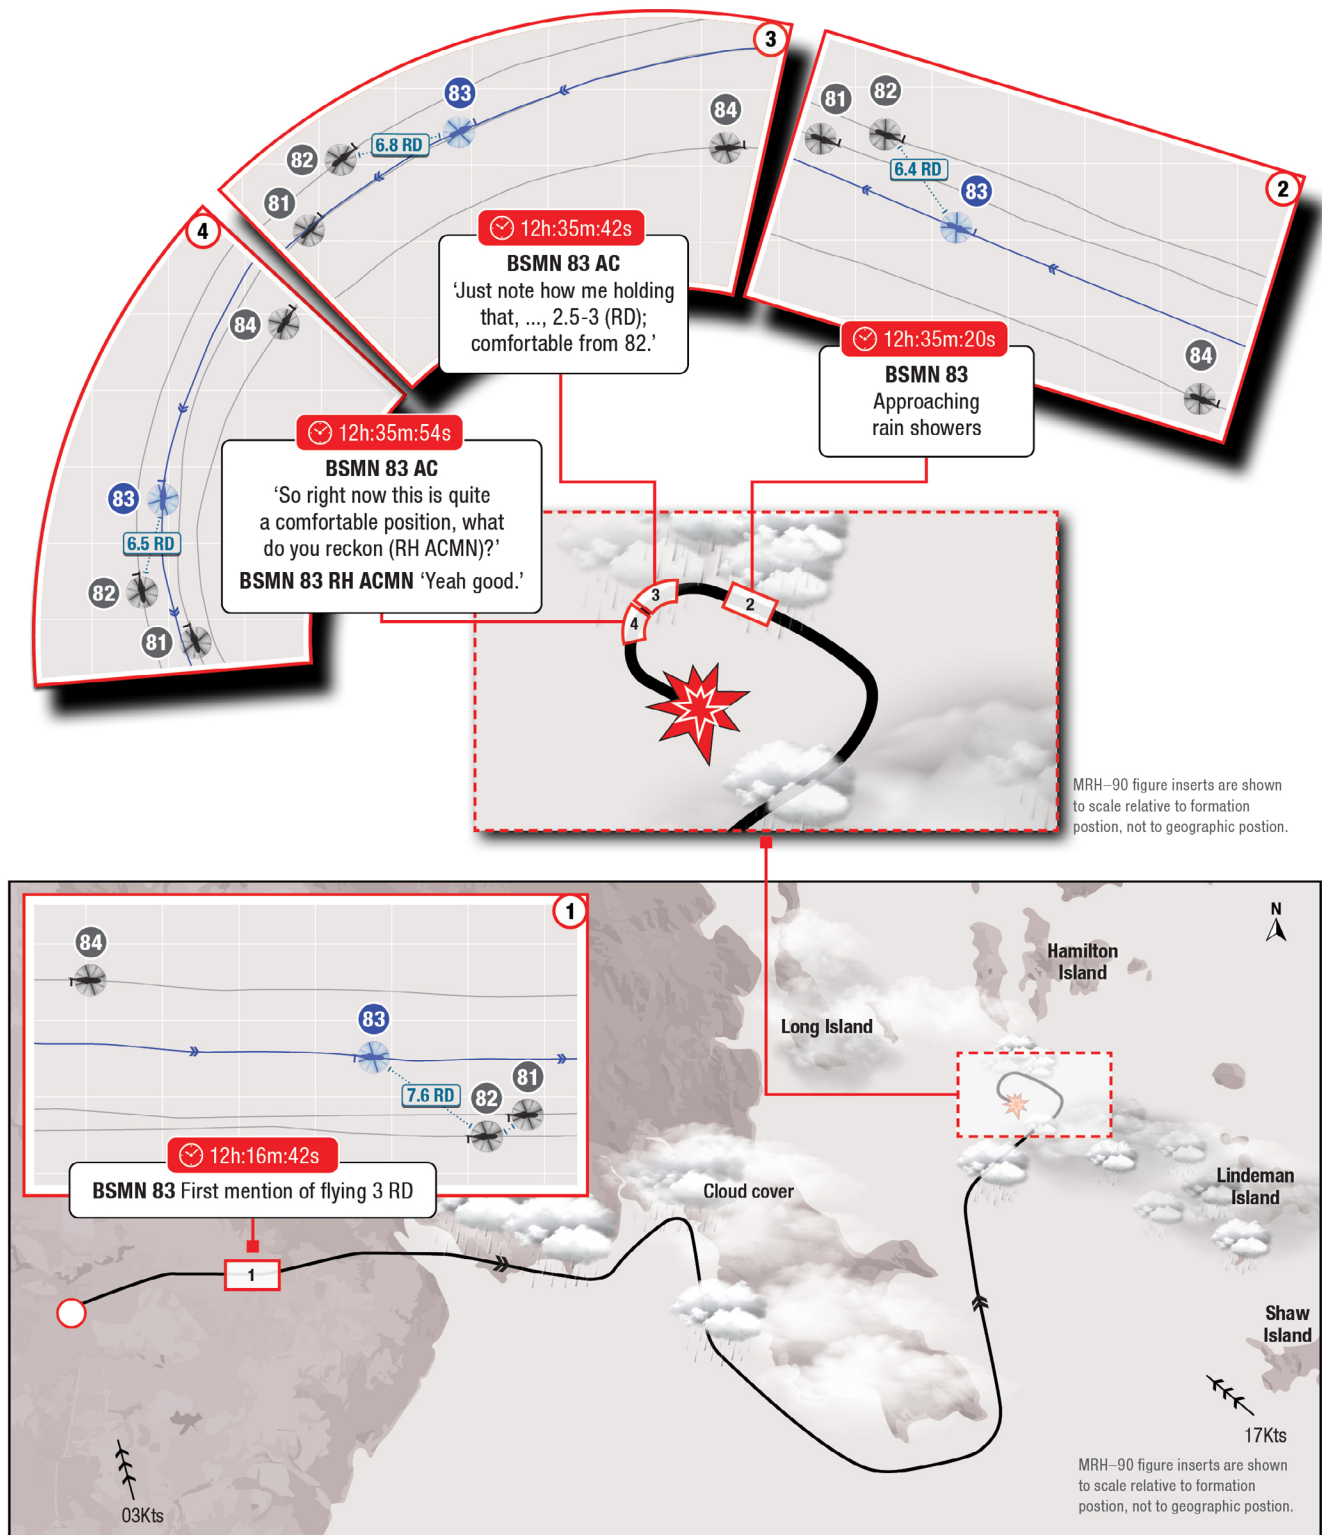 3
83
84
6.8 RD
82
81
12h:35m:42s
BSMN 83 AC
‘Just note how me holding
that, ..., 2.5-3 (RD);
comfortable from 82.’
2
81
82
6.4 RD
83
84
12h:35m:20s
BSMN 83
Approaching
rain showers
4
84
83
6.5 RD
82
81
12h:35m:54s
BSMN 83 AC
‘So right now this is quite
a comfortable position, what
do you reckon (RH ACMN)?’
BSMN 83 RH ACMN ‘Yeah good.’
3
2
4
MRH–90 figure inserts are shown
to scale relative to formation
postion, not to geographic postion.
1
84
83
7.6 RD
81
82
12h:16m:42s
BSMN 83 First mention of flying 3 RD
1
N
Hamilton
Island
Long Island
Cloud cover
Lindeman
Island
Shaw
Island
17Kts
03Kts
MRH–90 figure inserts are shown
to scale relative to formation
postion, not to geographic postion.